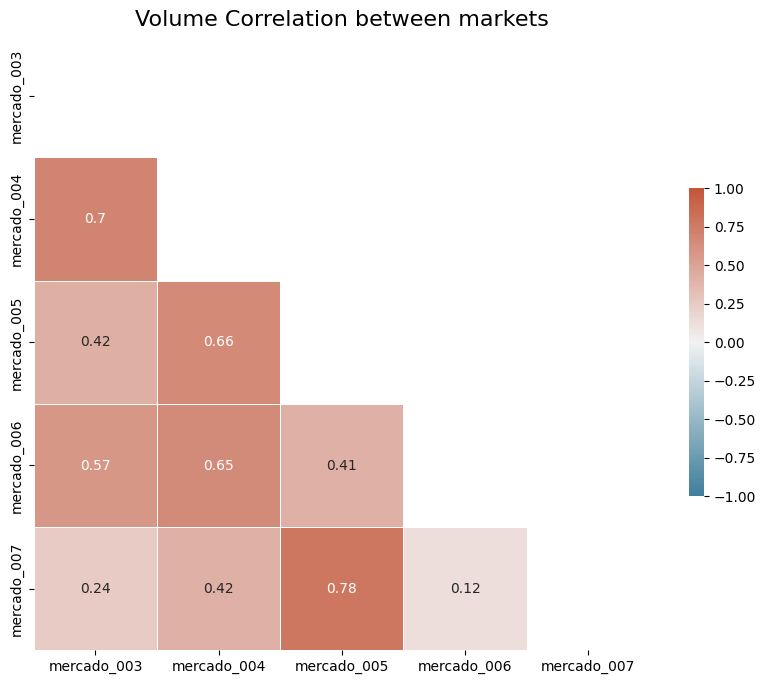 Volume Correlation between markets
mercado_003
mercado_004
0.7
mercado_005
0.42 0.66
mercado_006
0.57 0.65 0.41
mercado_007
0.24 0.42 0.78 0.12
mercado_003 mercado_004 mercado_005 mercado_006 mercado_007
1.00
0.75
0.50
0.25
0.00
−0.25
−0.50
−0.75
−1.00